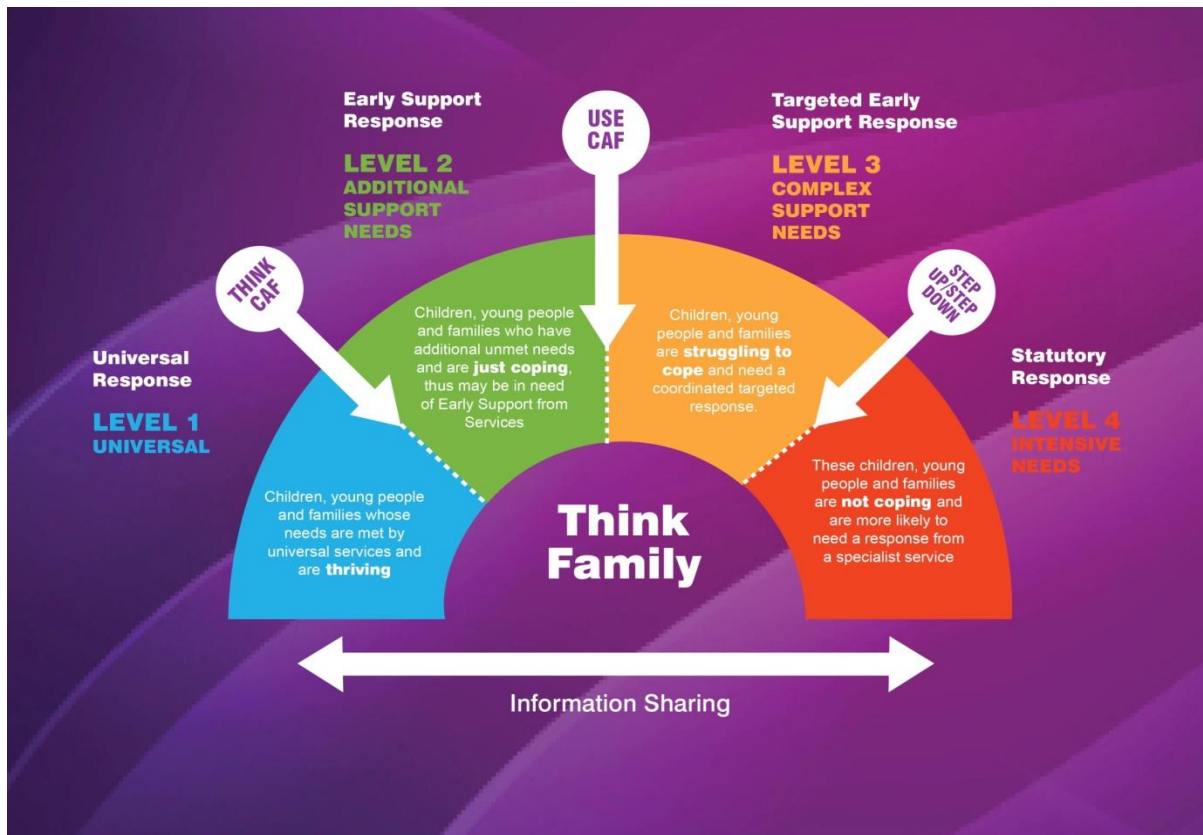 Universal
Response
LEVEL 1
UNIVERSAL
Children, young people
and families whose
needs are met by
universal services and
are thriving
THINK
CAF
Early Support
Response
LEVEL 2
ADDITIONAL
SUPPORT
NEEDS
Children, young people
and families who have
additional unmet needs
and are just coping,
thus may be in need
of Early Support from
Services
USE
CAF
Targeted Early
Support Response
LEVEL 3
COMPLEX
SUPPORT
NEEDS
Children, young
people and families
are struggling to
cope and need a
coordinated targeted
response.
STEP
UP/STEP
DOWN
Statutory
Response
LEVEL 4
INTENSIVE
NEEDS
These children, young
people and families
are not coping and
are more likely to
need a response from
a specialist service
Think
Family
Information Sharing